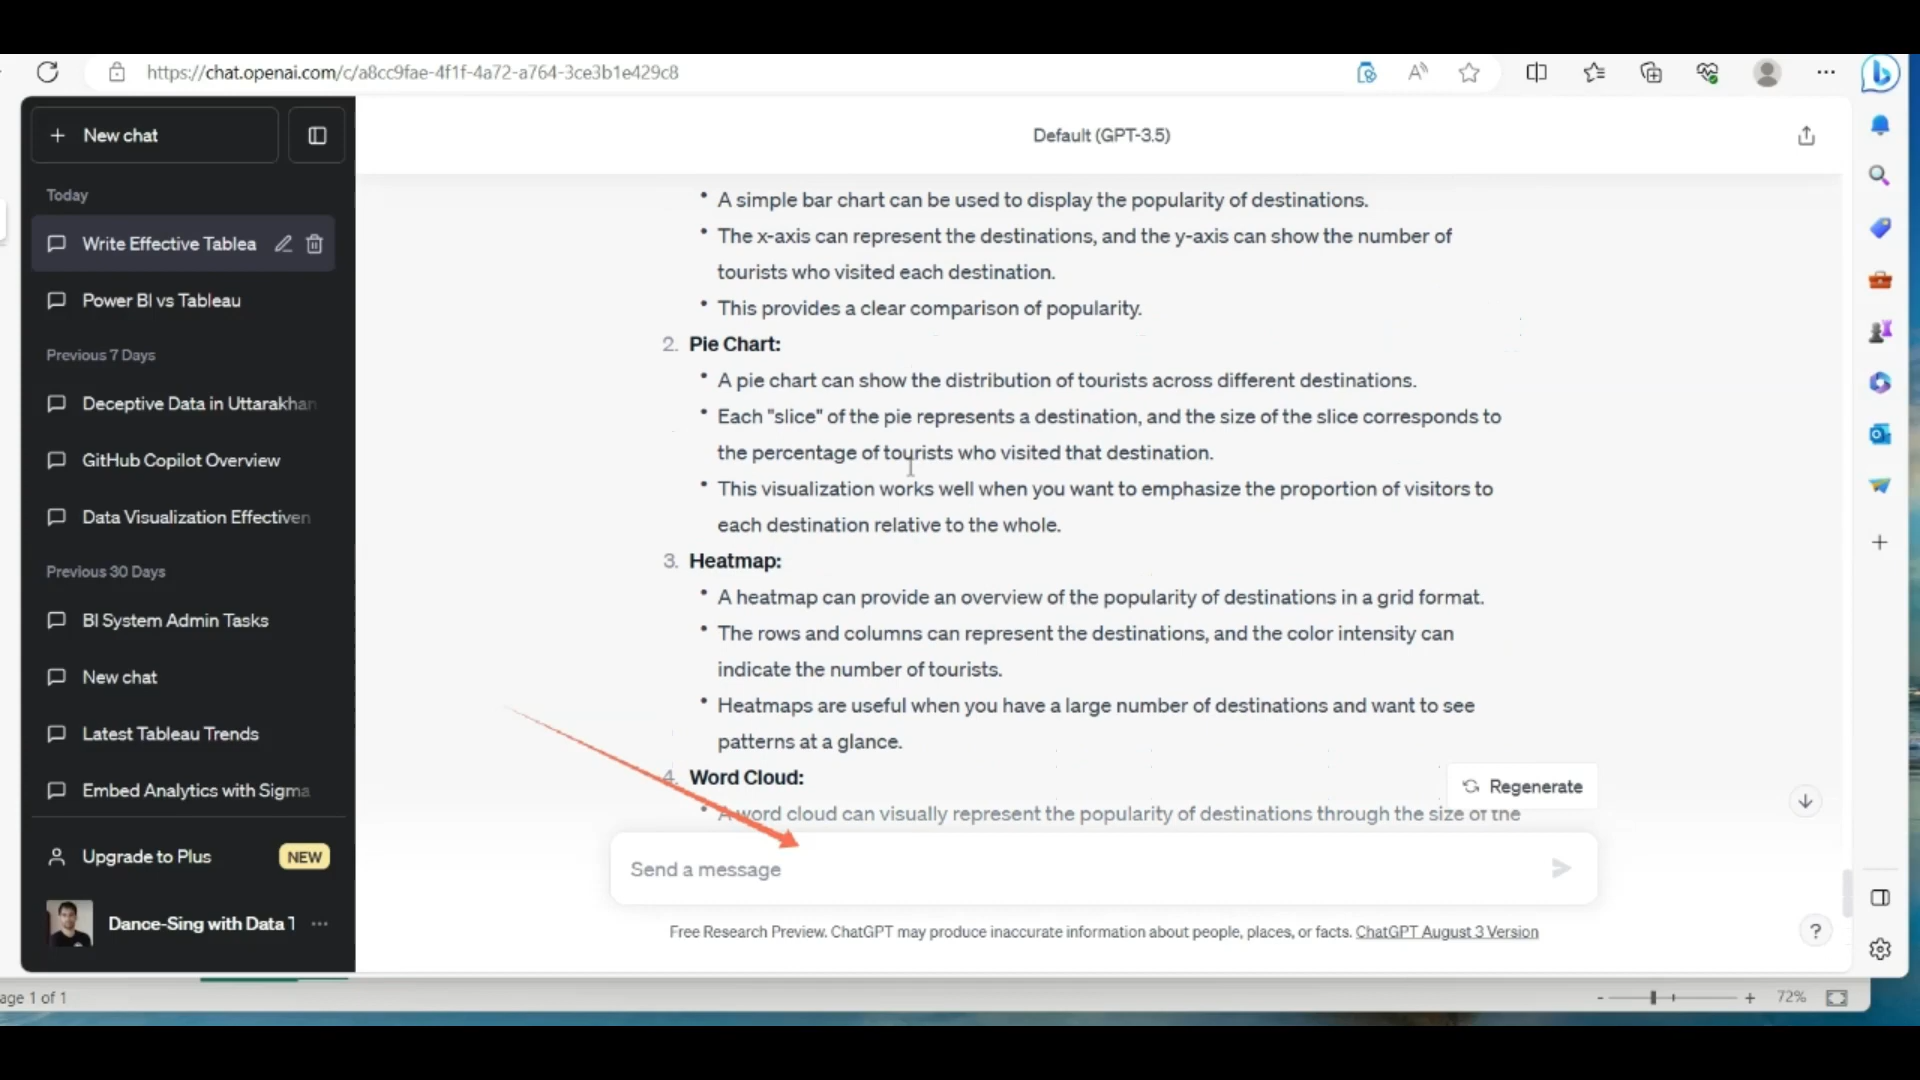 https://chat.openai.com/c/a8cc9fae-4f1f-4a72-a764-3ce3b1e429c8
New chat
Default (GPT-3.5)
Today
Write Effective Tablea
Power BI vs Tableau
Previous 7 Days
Deceptive Data in Uttarakhan
GitHub Copilot Overview
Data Visualization Effectiven
Previous 30 Days
BI System Admin Tasks
New chat
Latest Tableau Trends
Embed Analytics with Sigma
Upgrade to Plus NEW
Dance-Sing with Data T
• A simple bar chart can be used to display the popularity of destinations.
• The x-axis can represent the destinations, and the y-axis can show the number of
tourists who visited each destination.
• This provides a clear comparison of popularity.
2. Pie Chart:
• A pie chart can show the distribution of tourists across different destinations.
• Each "slice" of the pie represents a destination, and the size of the slice corresponds to
the percentage of tourists who visited that destination.
• This visualization works well when you want to emphasize the proportion of visitors to
each destination relative to the whole.
3. Heatmap:
• A heatmap can provide an overview of the popularity of destinations in a grid format.
• The rows and columns can represent the destinations, and the color intensity can
indicate the number of tourists.
• Heatmaps are useful when you have a large number of destinations and want to see
patterns at a glance.
4. Word Cloud:
• A word cloud can visually represent the popularity of destinations through the size of the
Regenerate
Send a message
Free Research Preview. ChatGPT may produce inaccurate information about people, places, or facts. ChatGPT August 3 Version
?
age 1 of 1
72%